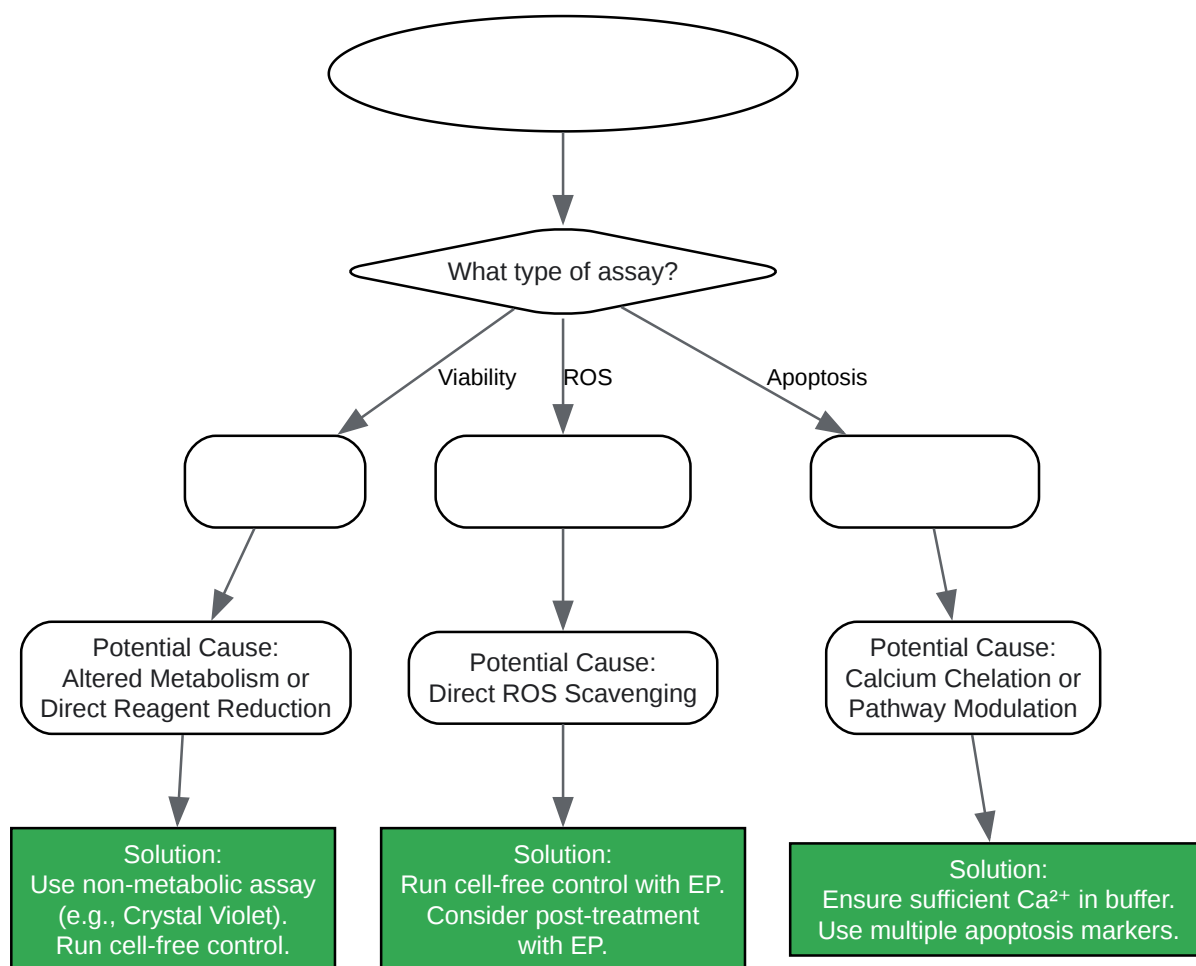 What type of assay?
Viability
ROS
Apoptosis
Potential Cause:
Altered Metabolism or
Direct Reagent Reduction
Potential Cause:
Direct ROS Scavenging
Potential Cause:
Calcium Chelation or
Pathway Modulation
Solution:
Use non-metabolic assay
(e.g., Crystal Violet).
Run cell-free control.
Solution:
Run cell-free control with EP.
Consider post-treatment
with EP.
Solution:
Ensure sufficient Ca²⁺ in buffer.
Use multiple apoptosis markers.